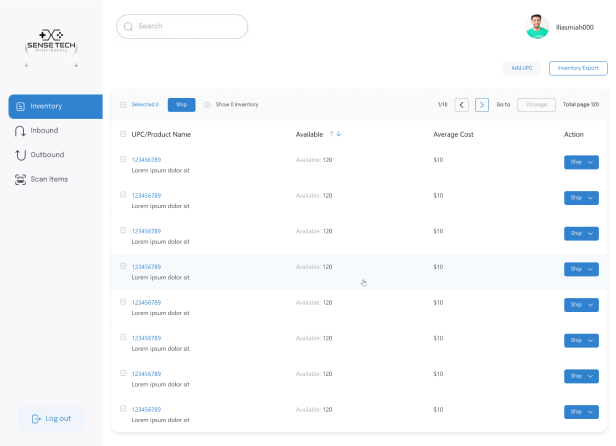 Search
Iliasmiah000
SENSE TECH
INVESTMENTS
Add UPC
Inventory Export
Inventory
Inbound
Outbound
Scan Items
Log out
Selected 0
Ship
Show 0 Inventory
1/10
Go to
20/page
Total page 120
UPC/Product Name
Available
Average Cost
Action
123456789
Available: 120
$10
Ship
Lorem ipsum dolor sit
123456789
Available: 120
$10
Ship
Lorem ipsum dolor sit
123456789
Available: 120
$10
Ship
Lorem ipsum dolor sit
123456789
Available: 120
$10
Ship
Lorem ipsum dolor sit
123456789
Available: 120
$10
Ship
Lorem ipsum dolor sit
123456789
Available: 120
$10
Ship
Lorem ipsum dolor sit
123456789
Available: 120
$10
Ship
Lorem ipsum dolor sit
123456789
Available: 120
$10
Ship
Lorem ipsum dolor sit